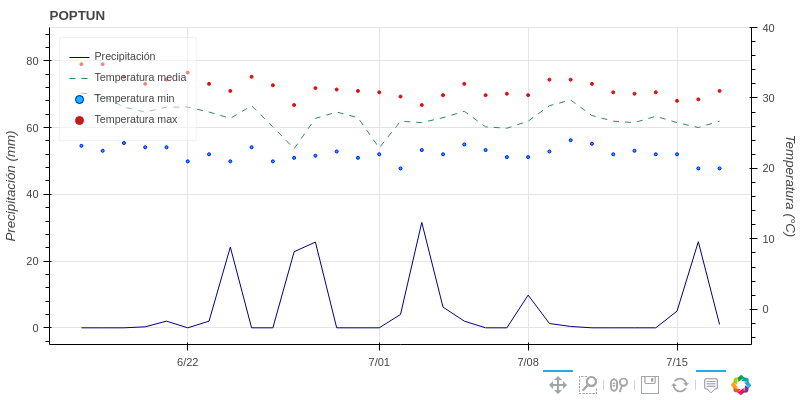 POPTUN
Precipitación
Temperatura media
Temperatura min
Temperatura max
Precipitación (mm)
80
60
40
20
0
Temperatura (°C)
40
30
20
10
0
6/22
7/01
7/08
7/15